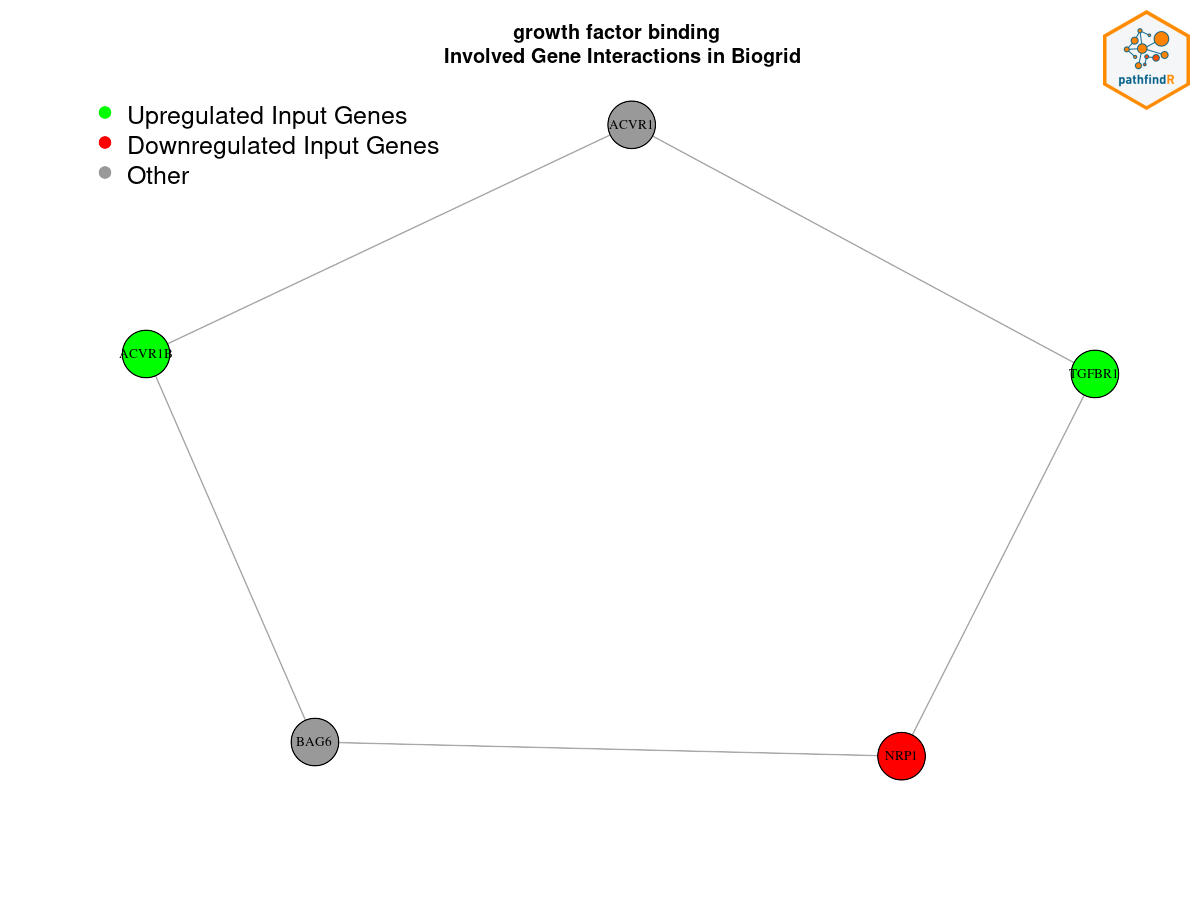 growth factor binding
Involved Gene Interactions in Biogrid
pathfindR
Upregulated Input Genes
Downregulated Input Genes
Other
ACVR1
ACVR1B
TGFBR1
BAG6
NRP1